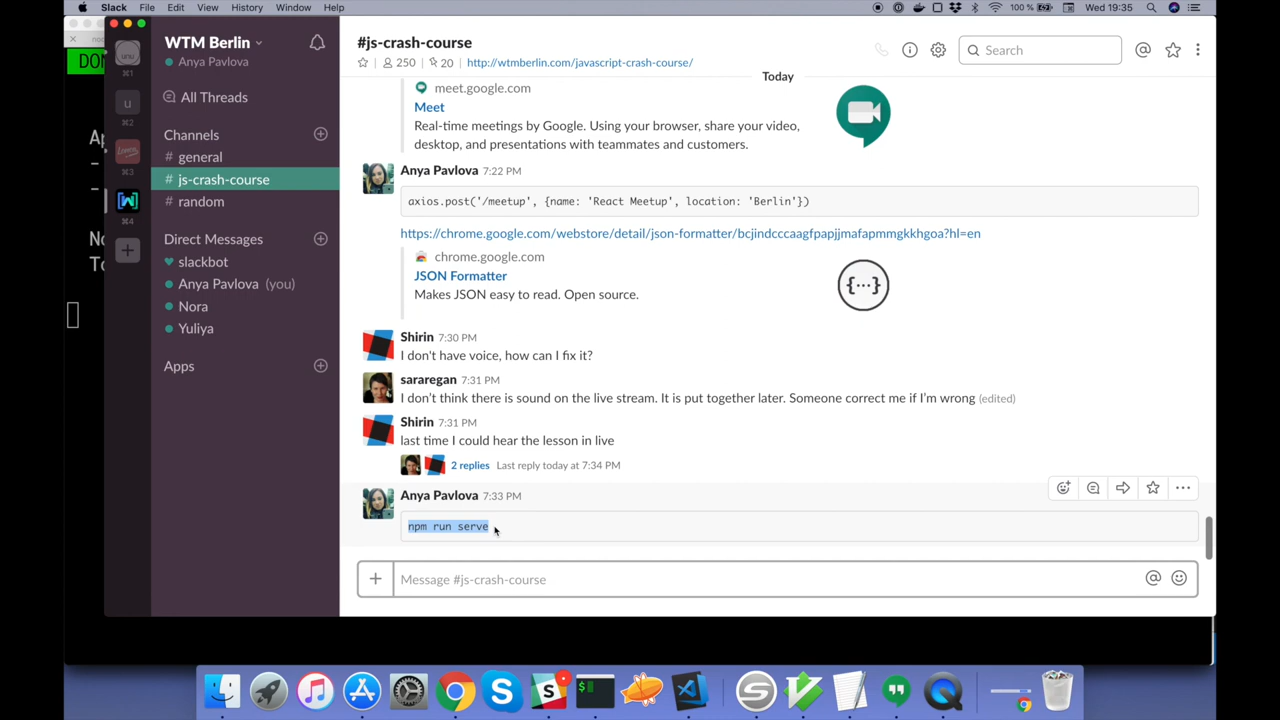 Slack File Edit View History Window Help 100 % Wed 19:35
DON
WTM Berlin
Anya Pavlova
All Threads
Channels
# general
# js-crash-course
# random
Direct Messages
slackbot
Anya Pavlova (you)
Nora
Yuliya
Apps
⌘1
u
⌘2
⌘3
⌘4
Ap
-
-
No
To
#js-crash-course
250 20 http://wtmberlin.com/javascript-crash-course/
Search
Today
meet.google.com
Meet
Real-time meetings by Google. Using your browser, share your video,
desktop, and presentations with teammates and customers.
Anya Pavlova 7:22 PM
axios.post('/meetup', {name: 'React Meetup', location: 'Berlin'})
https://chrome.google.com/webstore/detail/json-formatter/bcjindcccaagfpapjjmafapmmgkkhgoa?hl=en
chrome.google.com
JSON Formatter
Makes JSON easy to read. Open source.
{···}
Shirin 7:30 PM
I don't have voice, how can I fix it?
sararegan 7:31 PM
I don’t think there is sound on the live stream. It is put together later. Someone correct me if I’m wrong (edited)
Shirin 7:31 PM
last time I could hear the lesson in live
2 replies Last reply today at 7:34 PM
Anya Pavlova 7:33 PM
npm run serve
Message #js-crash-course